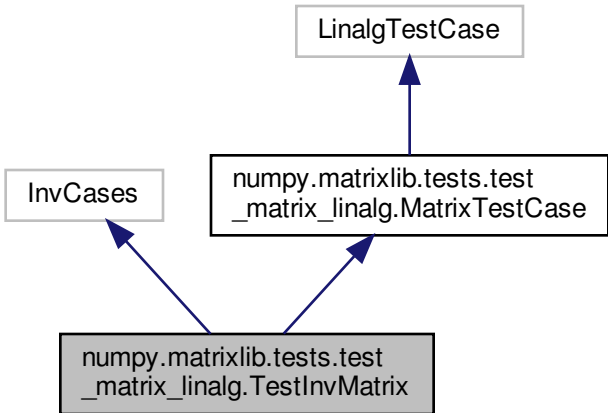 LinalgTestCase
InvCases
numpy.matrixlib.tests.test
_matrix_linalg.MatrixTestCase
numpy.matrixlib.tests.test
_matrix_linalg.TestInvMatrix